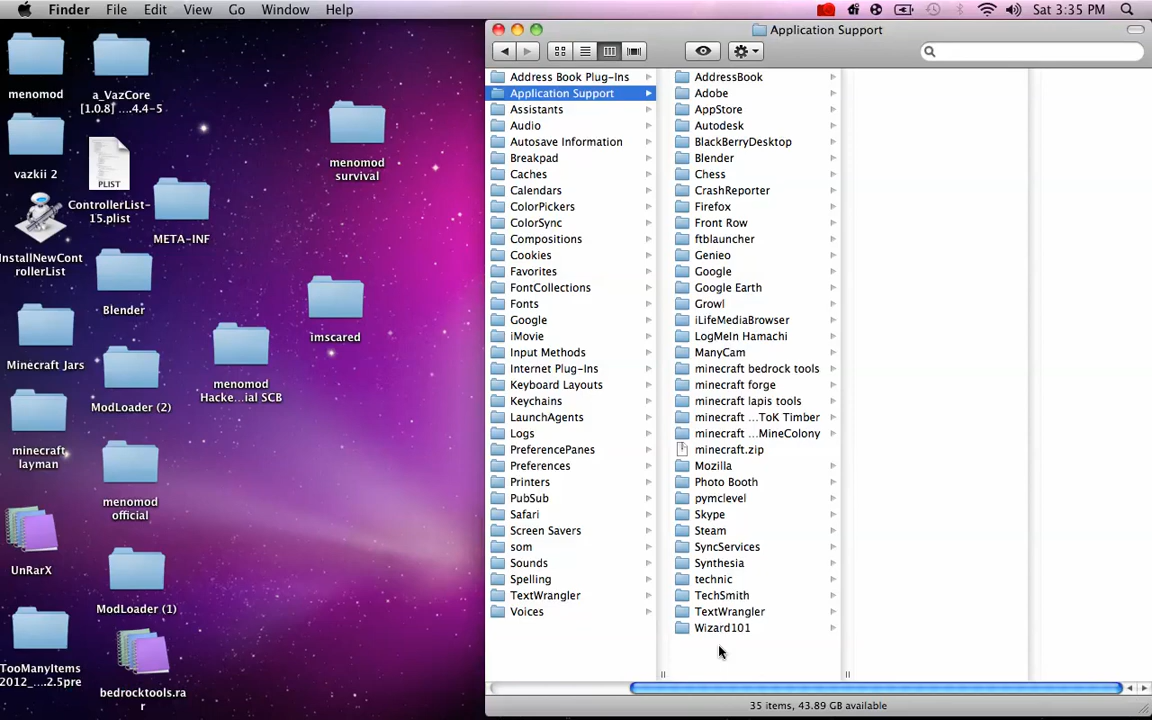 Finder File Edit View Go Window Help
Sat 3:35 PM
menomod
a_VazCore
[1.0.8] ....4.4-5
vazkii 2
PLIST
ControllerList-
15.plist
InstallNewCont
rollerList
META-INF
menomod
survival
Blender
imscared
Minecraft Jars
ModLoader (2)
menomod
Hacke...ial SCB
minecraft
layman
menomod
official
UnRarX
ModLoader (1)
TooManyItems
2012_....2.5pre
bedrocktools.ra
r
Application Support
Address Book Plug-Ins
Application Support
Assistants
Audio
Autosave Information
Breakpad
Caches
Calendars
ColorPickers
ColorSync
Compositions
Cookies
Favorites
FontCollections
Fonts
Google
iMovie
Input Methods
Internet Plug-Ins
Keyboard Layouts
Keychains
LaunchAgents
Logs
PreferencePanes
Preferences
Printers
PubSub
Safari
Screen Savers
som
Sounds
Spelling
TextWrangler
Voices
AddressBook
Adobe
AppStore
Autodesk
BlackBerryDesktop
Blender
Chess
CrashReporter
Firefox
Front Row
ftblauncher
Genieo
Google
Google Earth
Growl
iLifeMediaBrowser
LogMeIn Hamachi
ManyCam
minecraft bedrock tools
minecraft forge
minecraft lapis tools
minecraft ...ToK Timber
minecraft ...MineColony
minecraft.zip
Mozilla
Photo Booth
pymclevel
Skype
Steam
SyncServices
Synthesia
technic
TechSmith
TextWrangler
Wizard101
35 items, 43.89 GB available